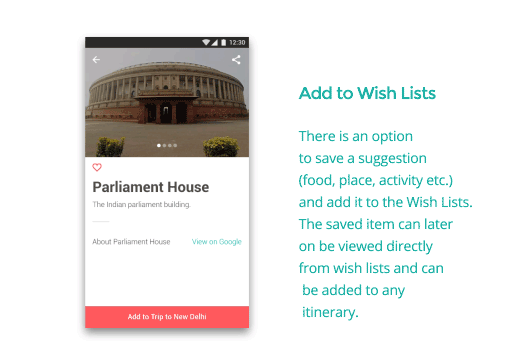 12:30
Parliament House
The Indian parliament building.
About Parliament House
View on Google
Add to Trip to New Delhi
Add to Wish Lists
There is an option
to save a suggestion
(food, place, activity etc.)
and add it to the Wish Lists.
The saved item can later
on be viewed directly
from wish lists and can
be added to any
itinerary.